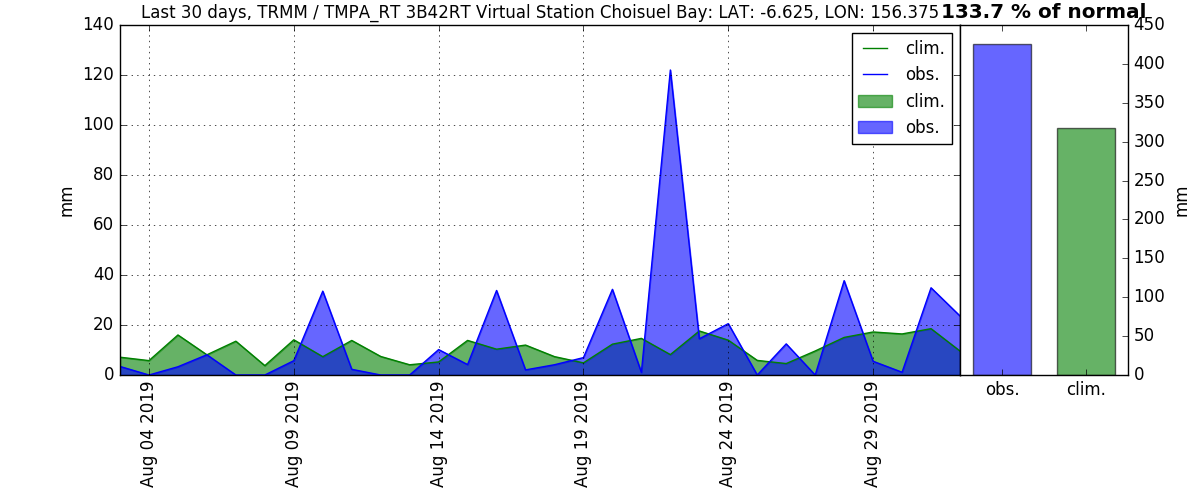 Last 30 days, TRMM / TMPA_RT 3B42RT Virtual Station Choisuel Bay: LAT: -6.625, LON: 156.375
133.7 % of normal
140
120
100
80
60
40
20
0
mm
clim.
obs.
clim.
obs.
Aug 04 2019
Aug 09 2019
Aug 14 2019
Aug 19 2019
Aug 24 2019
Aug 29 2019
450
400
350
300
250
200
150
100
50
0
mm
obs.
clim.